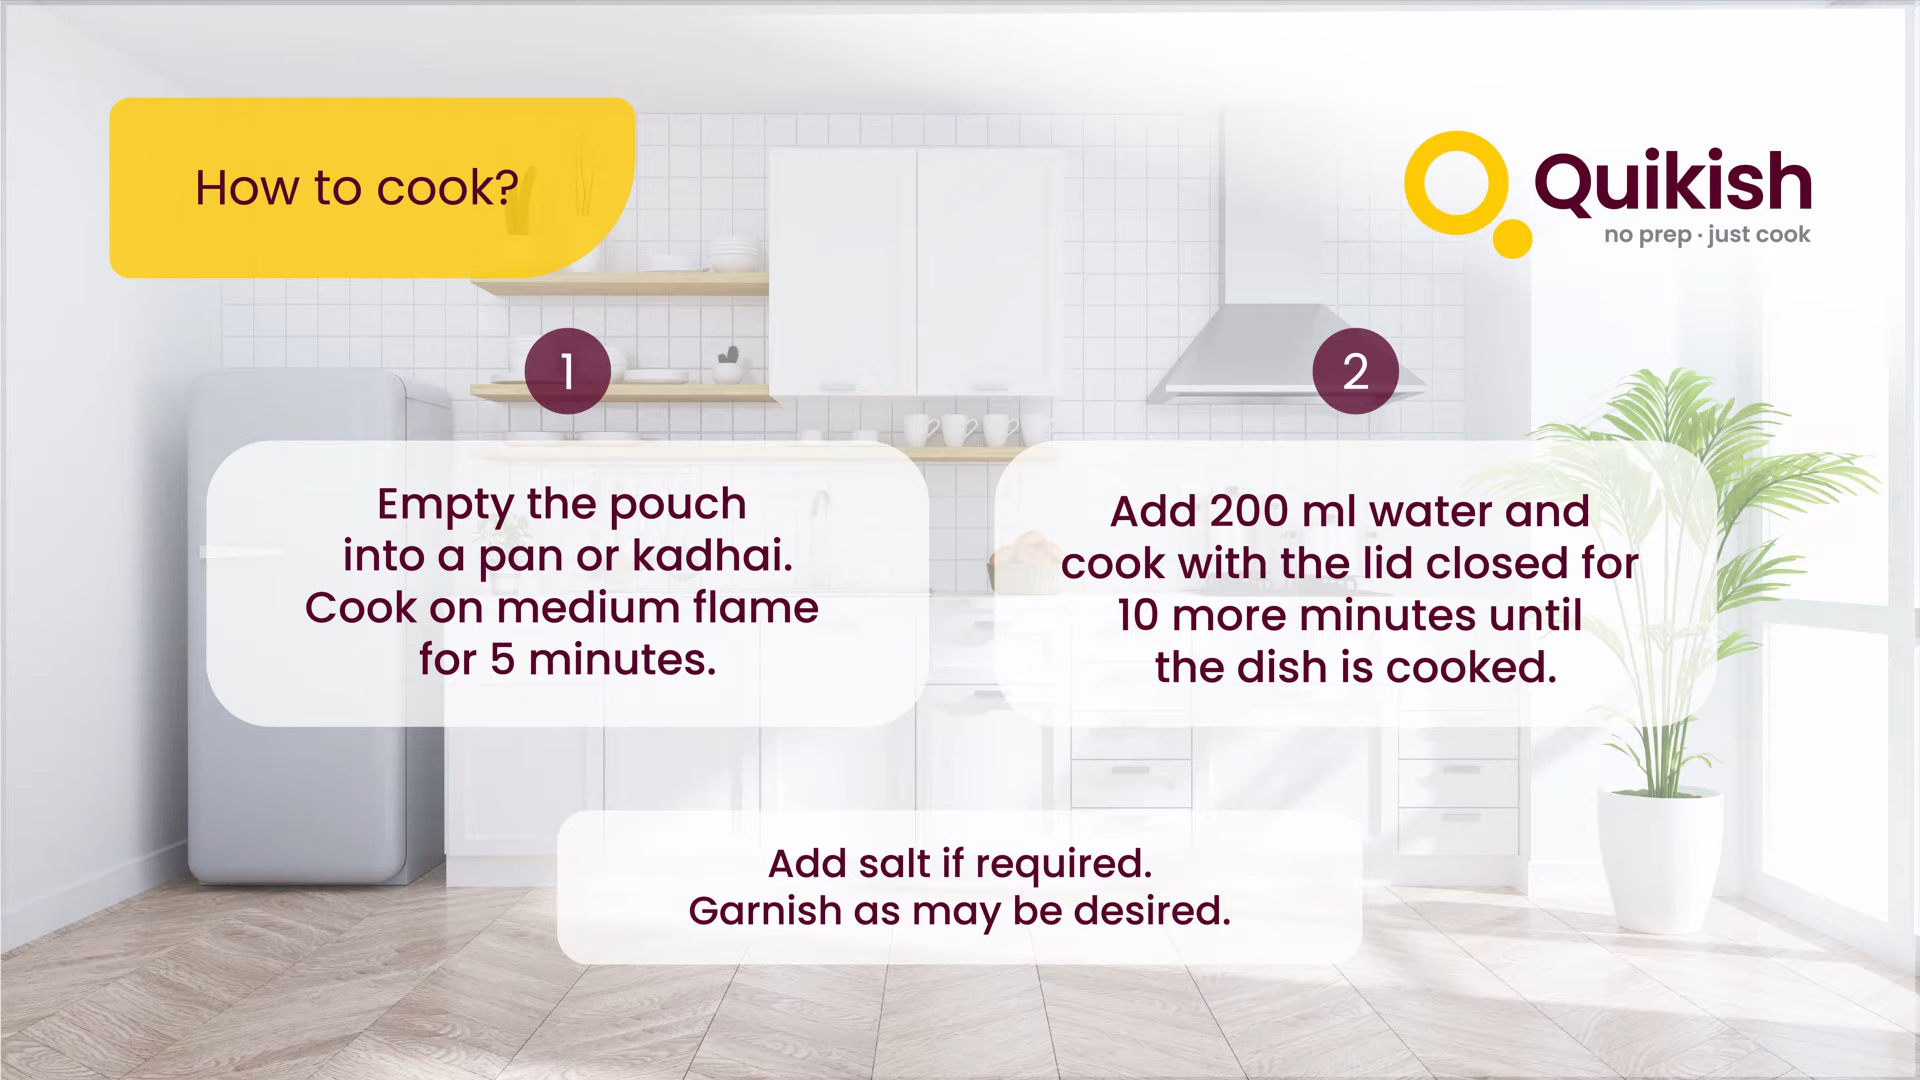 How to cook?
Quikish
no prep · just cook
1
Empty the pouch
into a pan or kadhai.
Cook on medium flame
for 5 minutes.
2
Add 200 ml water and
cook with the lid closed for
10 more minutes until
the dish is cooked.
Add salt if required.
Garnish as may be desired.